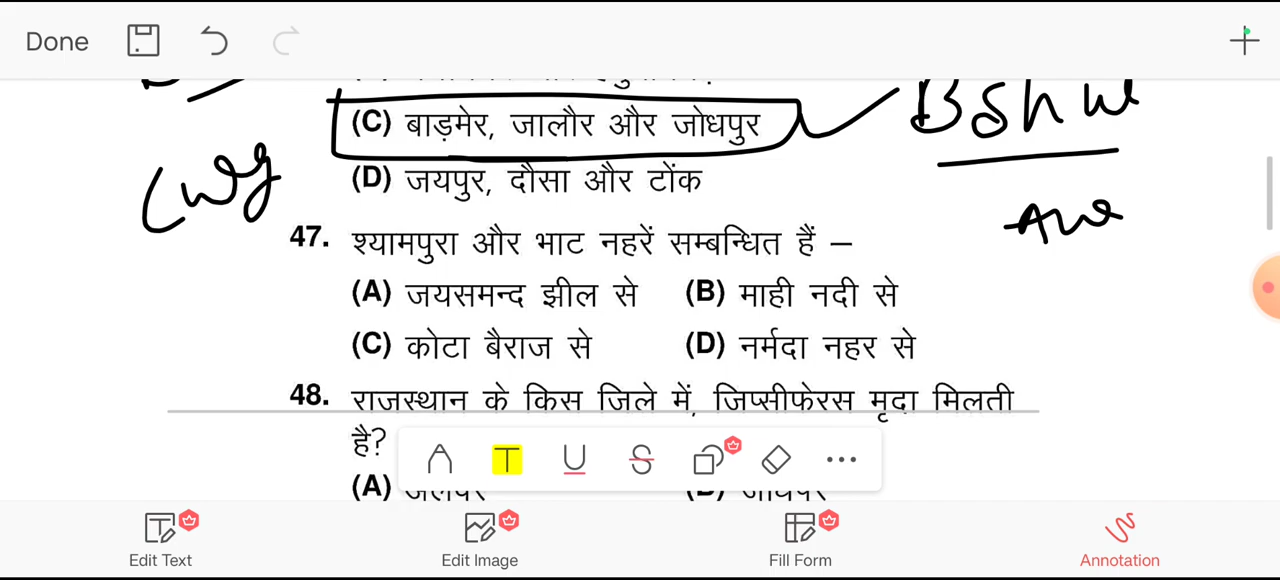 Done
(C) बाड़मेर, जालौर और जोधपुर
(D) जयपुर, दौसा और टोंक
47. श्यामपुरा और भाट नहरें सम्बन्धित हैं –
(A) जयसमन्द झील से (B) माही नदी से
(C) कोटा बैराज से (D) नर्मदा नहर से
48. राजस्थान के किस जिले में, जिप्सीफेरस मृदा मिलती
है?
(A)
Edit Text Edit Image Fill Form Annotation